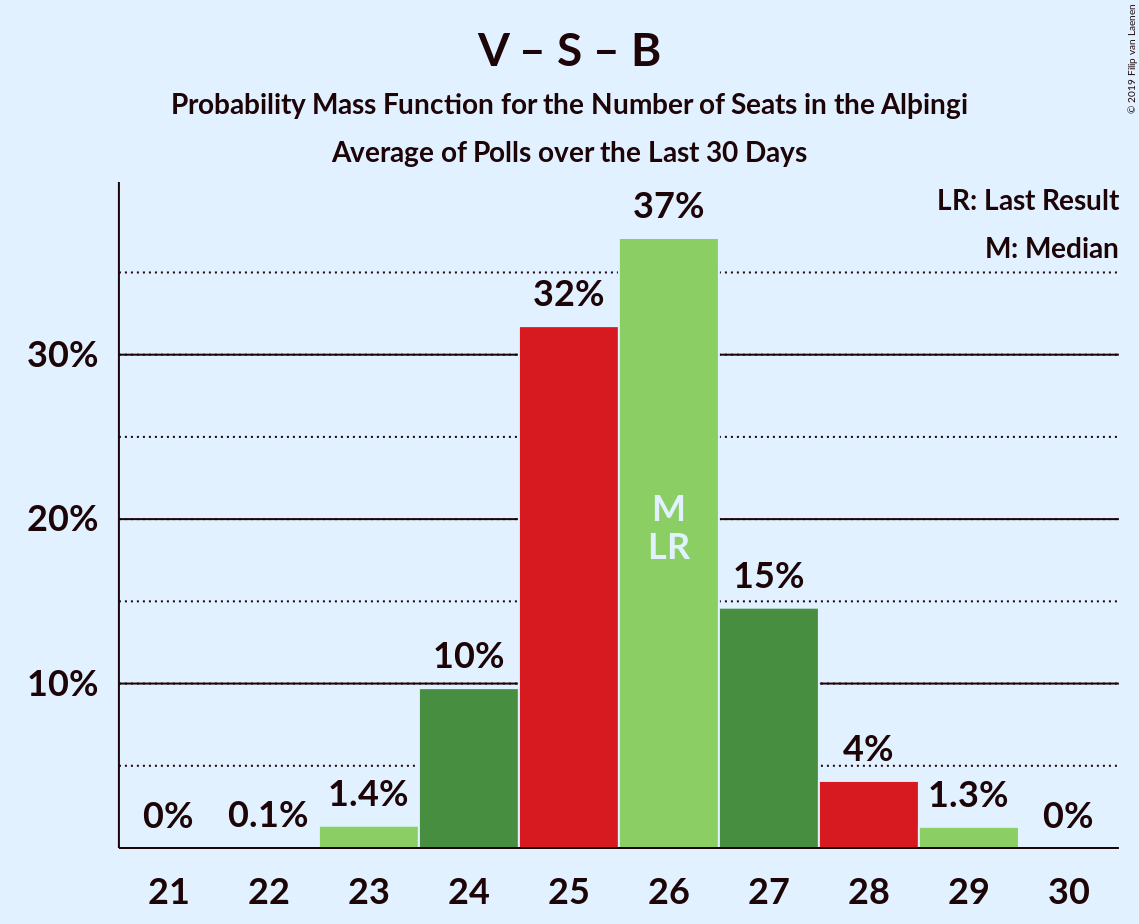 V – S – B
Probability Mass Function for the Number of Seats in the Alþingi
Average of Polls over the Last 30 Days
© 2019 Filip van Laenen
LR: Last Result
M: Median
37%
32%
30%
M
LR
20%
15%
10%
10%
4%
1.4%
1.3%
0%
0.1%
0%
21 22 23 24 25 26 27 28 29 30